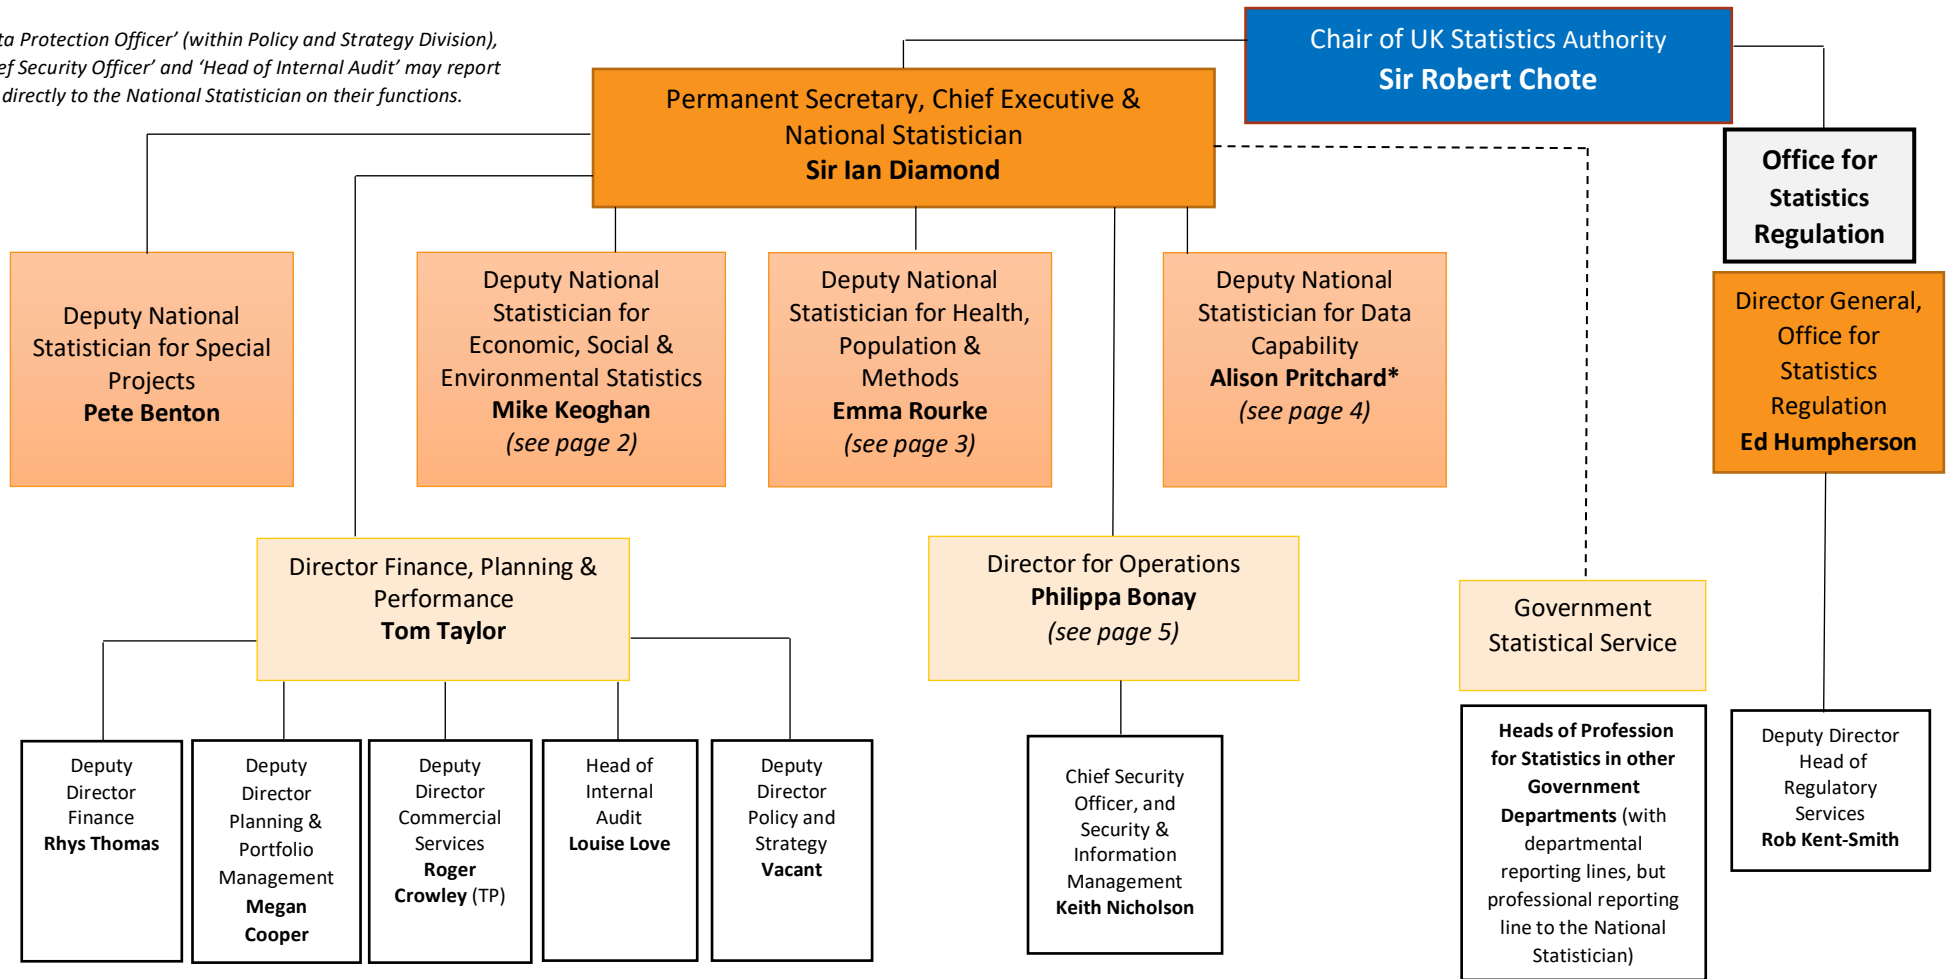 ta Protection Officer’ (within Policy and Strategy Division),
ef Security Officer’ and ‘Head of Internal Audit’ may report
directly to the National Statistician on their functions.
Chair of UK Statistics Authority
Sir Robert Chote
Permanent Secretary, Chief Executive &
National Statistician
Sir Ian Diamond
Office for
Statistics
Regulation
Deputy National
Statistician for Special
Projects
Pete Benton
Deputy National
Statistician for
Economic, Social &
Environmental Statistics
Mike Keoghan
(see page 2)
Deputy National
Statistician for Health,
Population &
Methods
Emma Rourke
(see page 3)
Deputy National
Statistician for Data
Capability
Alison Pritchard*
(see page 4)
Director General,
Office for
Statistics
Regulation
Ed Humpherson
Director Finance, Planning &
Performance
Tom Taylor
Director for Operations
Philippa Bonay
(see page 5)
Government
Statistical Service
Deputy
Director
Finance
Rhys Thomas
Deputy
Director
Planning &
Portfolio
Management
Megan
Cooper
Deputy
Director
Commercial
Services
Roger
Crowley (TP)
Head of
Internal
Audit
Louise Love
Deputy
Director
Policy and
Strategy
Vacant
Chief Security
Officer, and
Security &
Information
Management
Keith Nicholson
Heads of Profession
for Statistics in other
Government
Departments (with
departmental
reporting lines, but
professional reporting
line to the National
Statistician)
Deputy Director
Head of
Regulatory
Services
Rob Kent-Smith